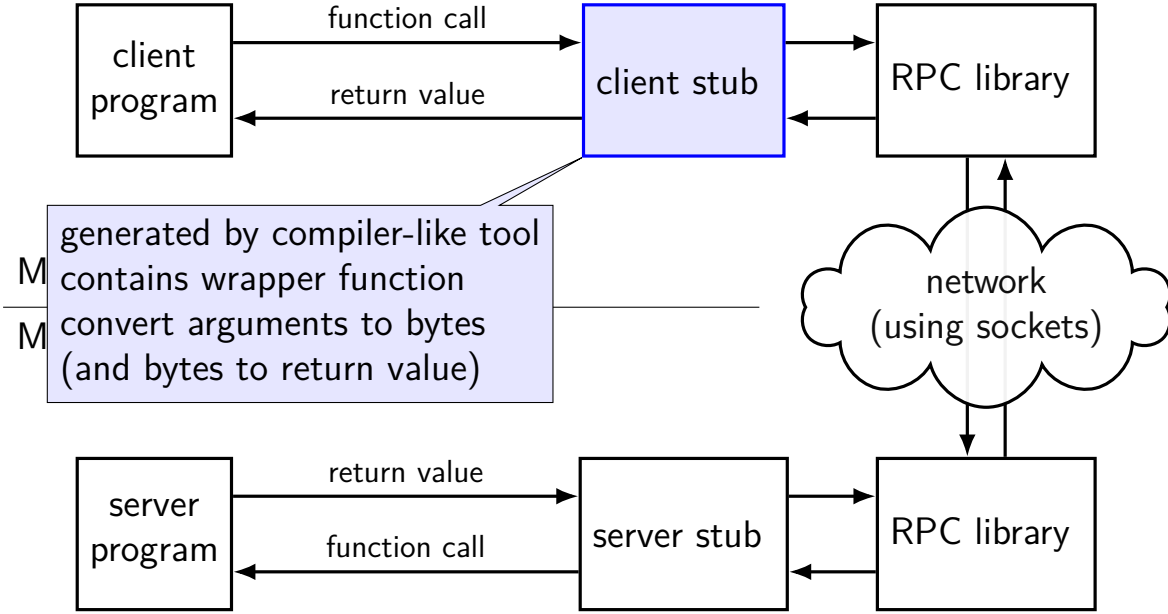 function call
client
program
return value
client stub
RPC library
generated by compiler-like tool
contains wrapper function
convert arguments to bytes
(and bytes to return value)
M
M
network
(using sockets)
server
program
return value
function call
server stub
RPC library